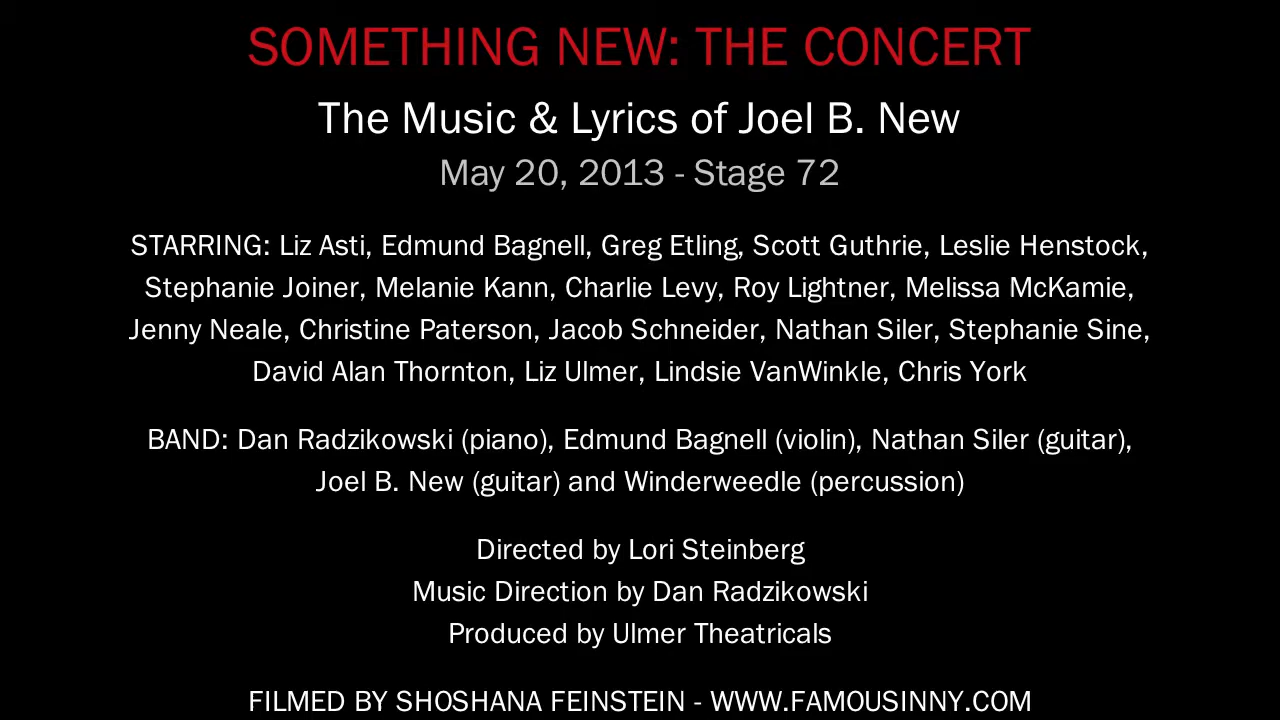 SOMETHING NEW: THE CONCERT
The Music & Lyrics of Joel B. New
May 20, 2013 - Stage 72
STARRING: Liz Asti, Edmund Bagnell, Greg Etling, Scott Guthrie, Leslie Henstock,
Stephanie Joiner, Melanie Kann, Charlie Levy, Roy Lightner, Melissa McKamie,
Jenny Neale, Christine Paterson, Jacob Schneider, Nathan Siler, Stephanie Sine,
David Alan Thornton, Liz Ulmer, Lindsie VanWinkle, Chris York
BAND: Dan Radzikowski (piano), Edmund Bagnell (violin), Nathan Siler (guitar),
Joel B. New (guitar) and Winderweedle (percussion)
Directed by Lori Steinberg
Music Direction by Dan Radzikowski
Produced by Ulmer Theatricals
FILMED BY SHOSHANA FEINSTEIN - WWW.FAMOUSINNY.COM